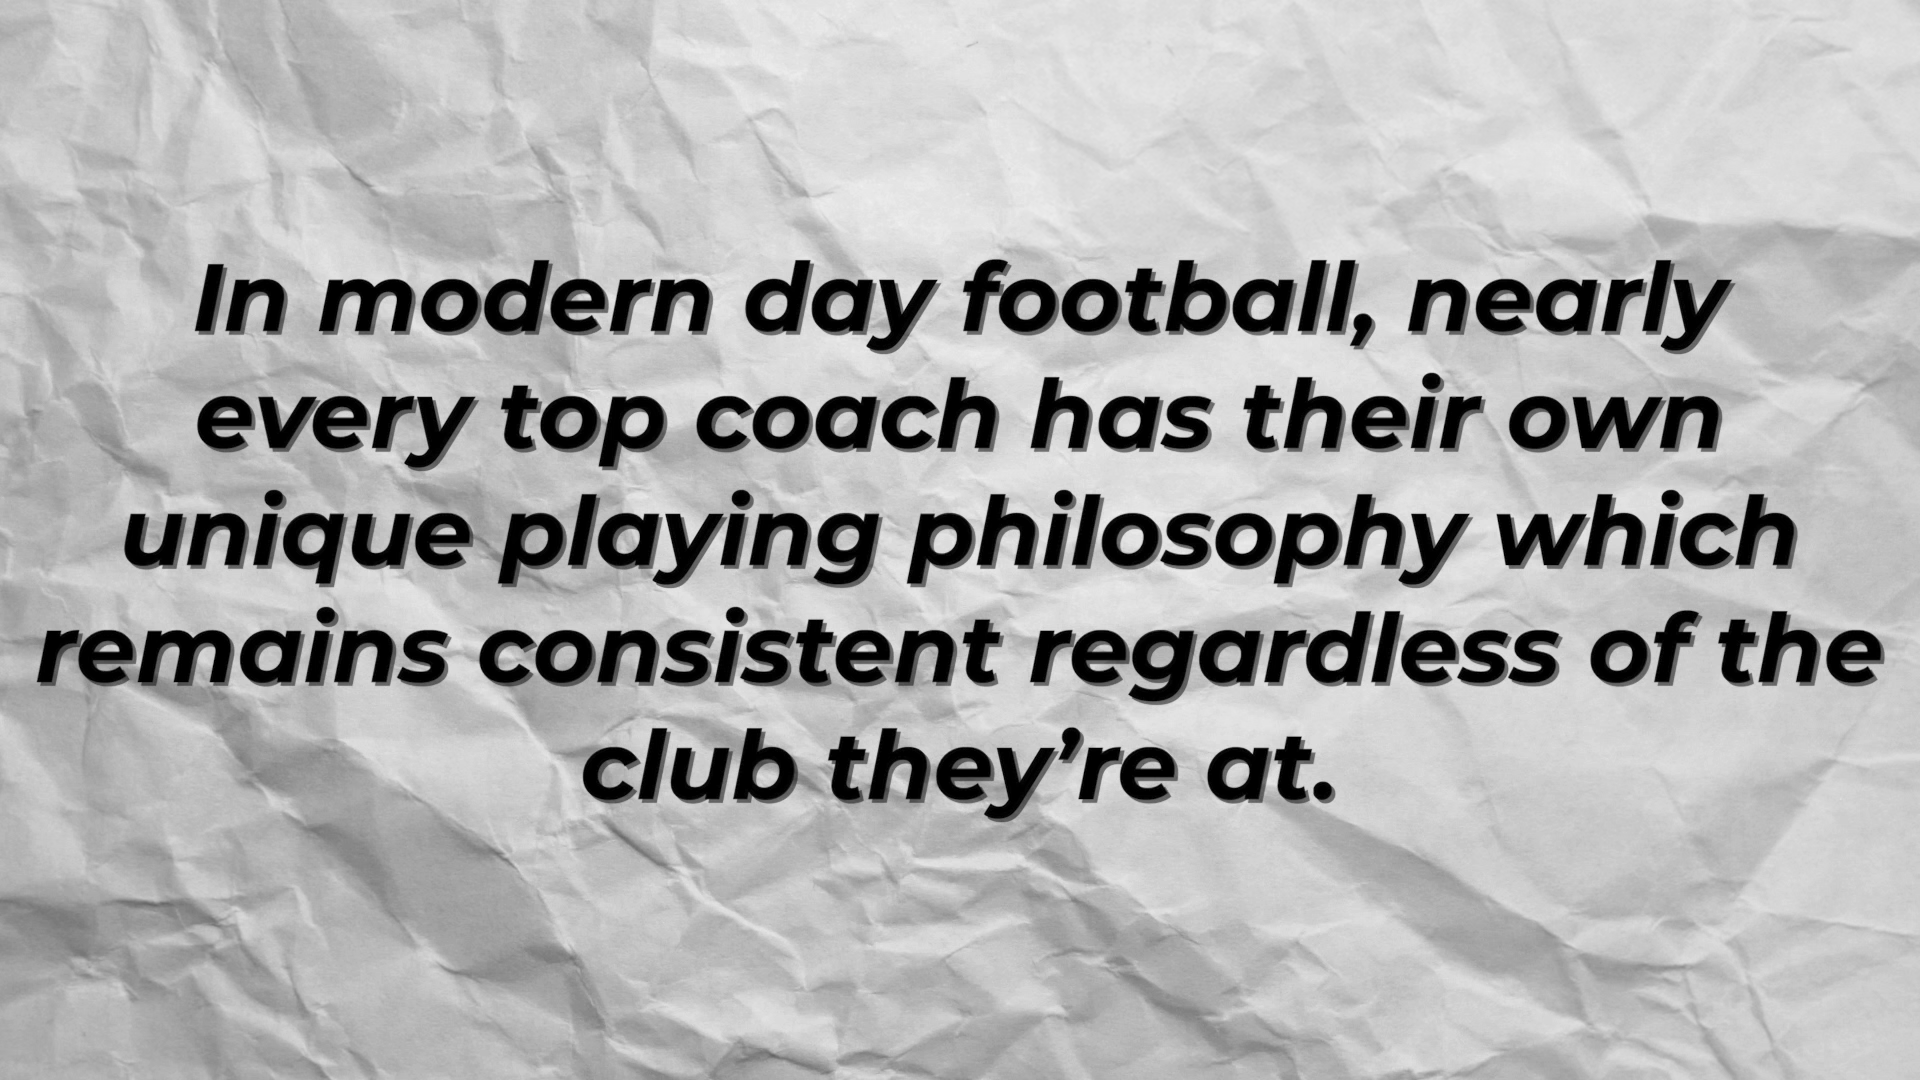 In modern day football, nearly
every top coach has their own
unique playing philosophy which
remains consistent regardless of the
club they’re at.